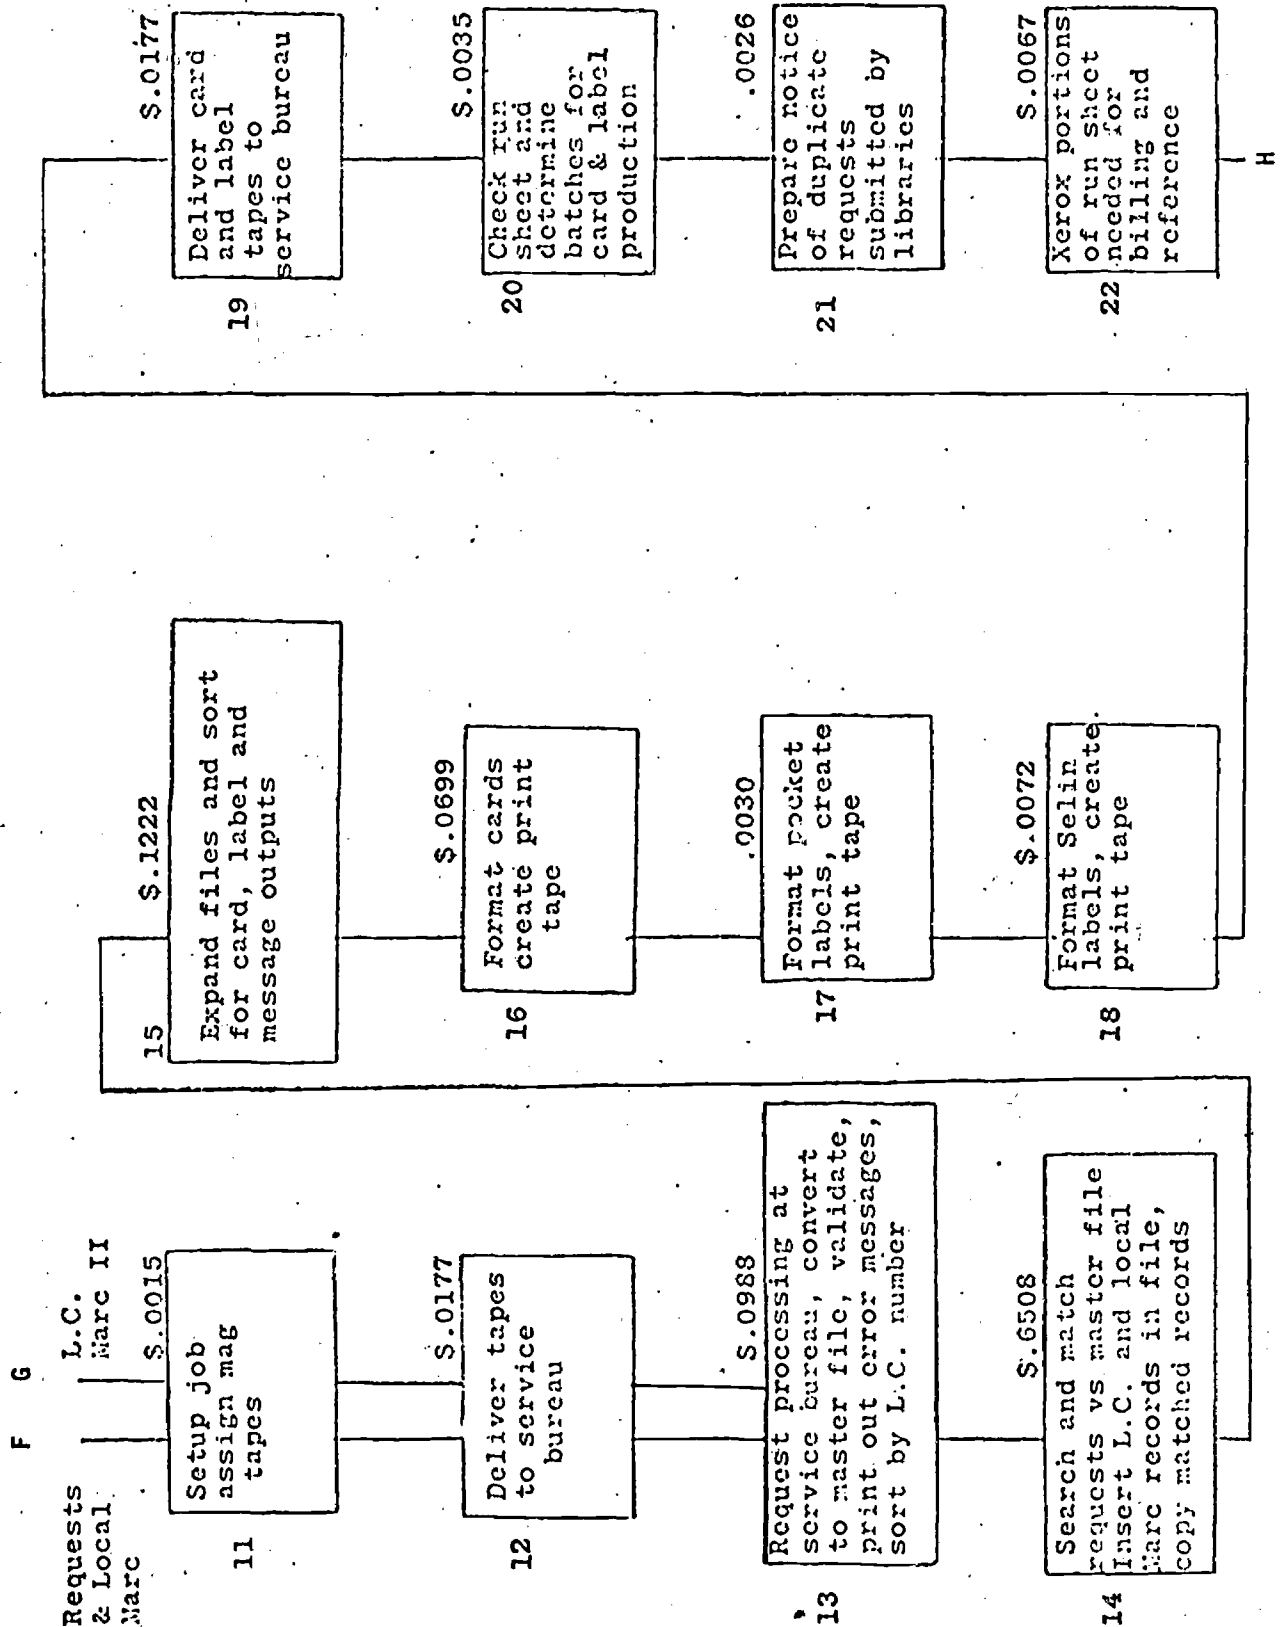 F
G
Requests
& Local
Marc
L.C.
Marc II
$.0015
11
Setup job
assign mag
tapes
$.0177
12
Deliver tapes
to service
bureau
$.0988
13
Request processing at
service bureau, convert
to master file, validate,
print out error messages,
sort by L.C. number
$.6508
14
Search and match
requests vs master file
Insert L.C. and local
Marc records in file,
copy matched records
15
$.1222
Expand files and sort
for card, label and
message outputs
$.0699
16
Format cards
create print
tape
.0030
17
Format pocket
labels, create
print tape
$.0072
18
Format Selin
labels, create
print tape
$.0177
19
Deliver card
and label
tapes to
service bureau
$.0035
20
Check run
sheet and
determine
batches for
card & label
production
.0026
21
Prepare notice
of duplicate
requests
submitted by
libraries
$.0067
22
Xerox portions
of run sheet
needed for
billing and
reference
H